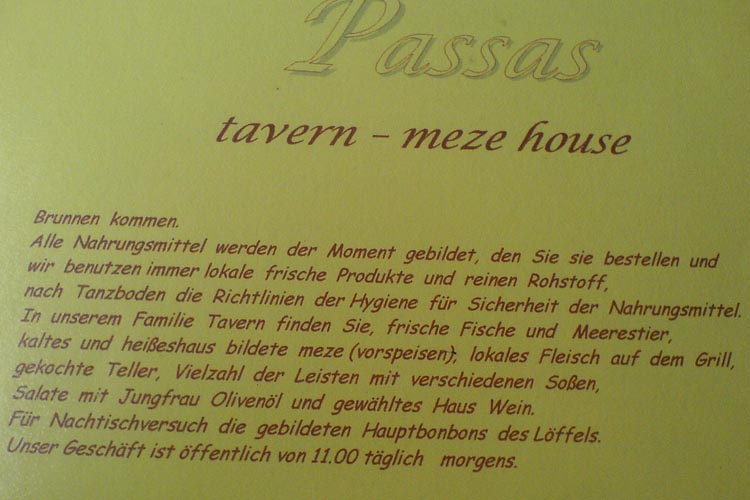 Passas
tavern – meze house
Brunnen kommen.
Alle Nahrungsmittel werden der Moment gebildet, den Sie sie bestellen und
wir benutzen immer lokale frische Produkte und reinen Rohstoff,
nach Tanzboden die Richtlinien der Hygiene für Sicherheit der Nahrungsmittel.
In unserem Familie Tavern finden Sie, frische Fische und Meerestier,
kaltes und heißeshaus bildete meze (vorspeisen); lokales Fleisch auf dem Grill,
gekochte Teller, Vielzahl der Leisten mit verschiedenen Soßen,
Salate mit Jungfrau Olivenöl und gewähltes Haus Wein.
Für Nachtischversuch die gebildeten Hauptbonbons des Löffels.
Unser Geschäft ist öffentlich von 11.00 täglich morgens.